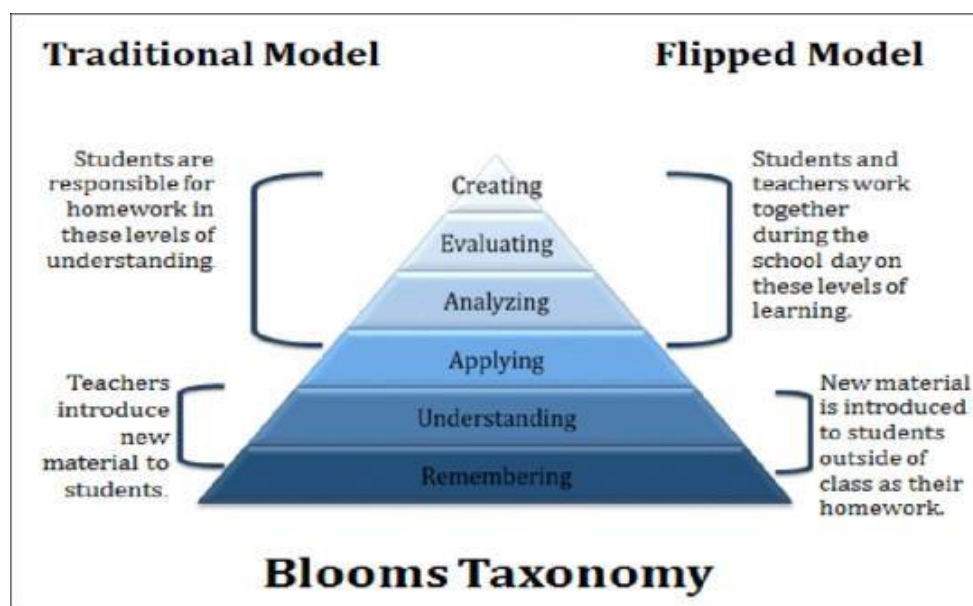 Traditional Model
Flipped Model
Students are
responsible for
homework in
these levels of
understanding
Teachers
introduce
new
material to
students.
Creating
Evaluating
Analyzing
Applying
Understanding
Remembering
Students and
teachers work
together
during the
school day on
these levels of
learning.
New material
is introduced
to students
outside of
class as their
homework.
Blooms Taxonomy